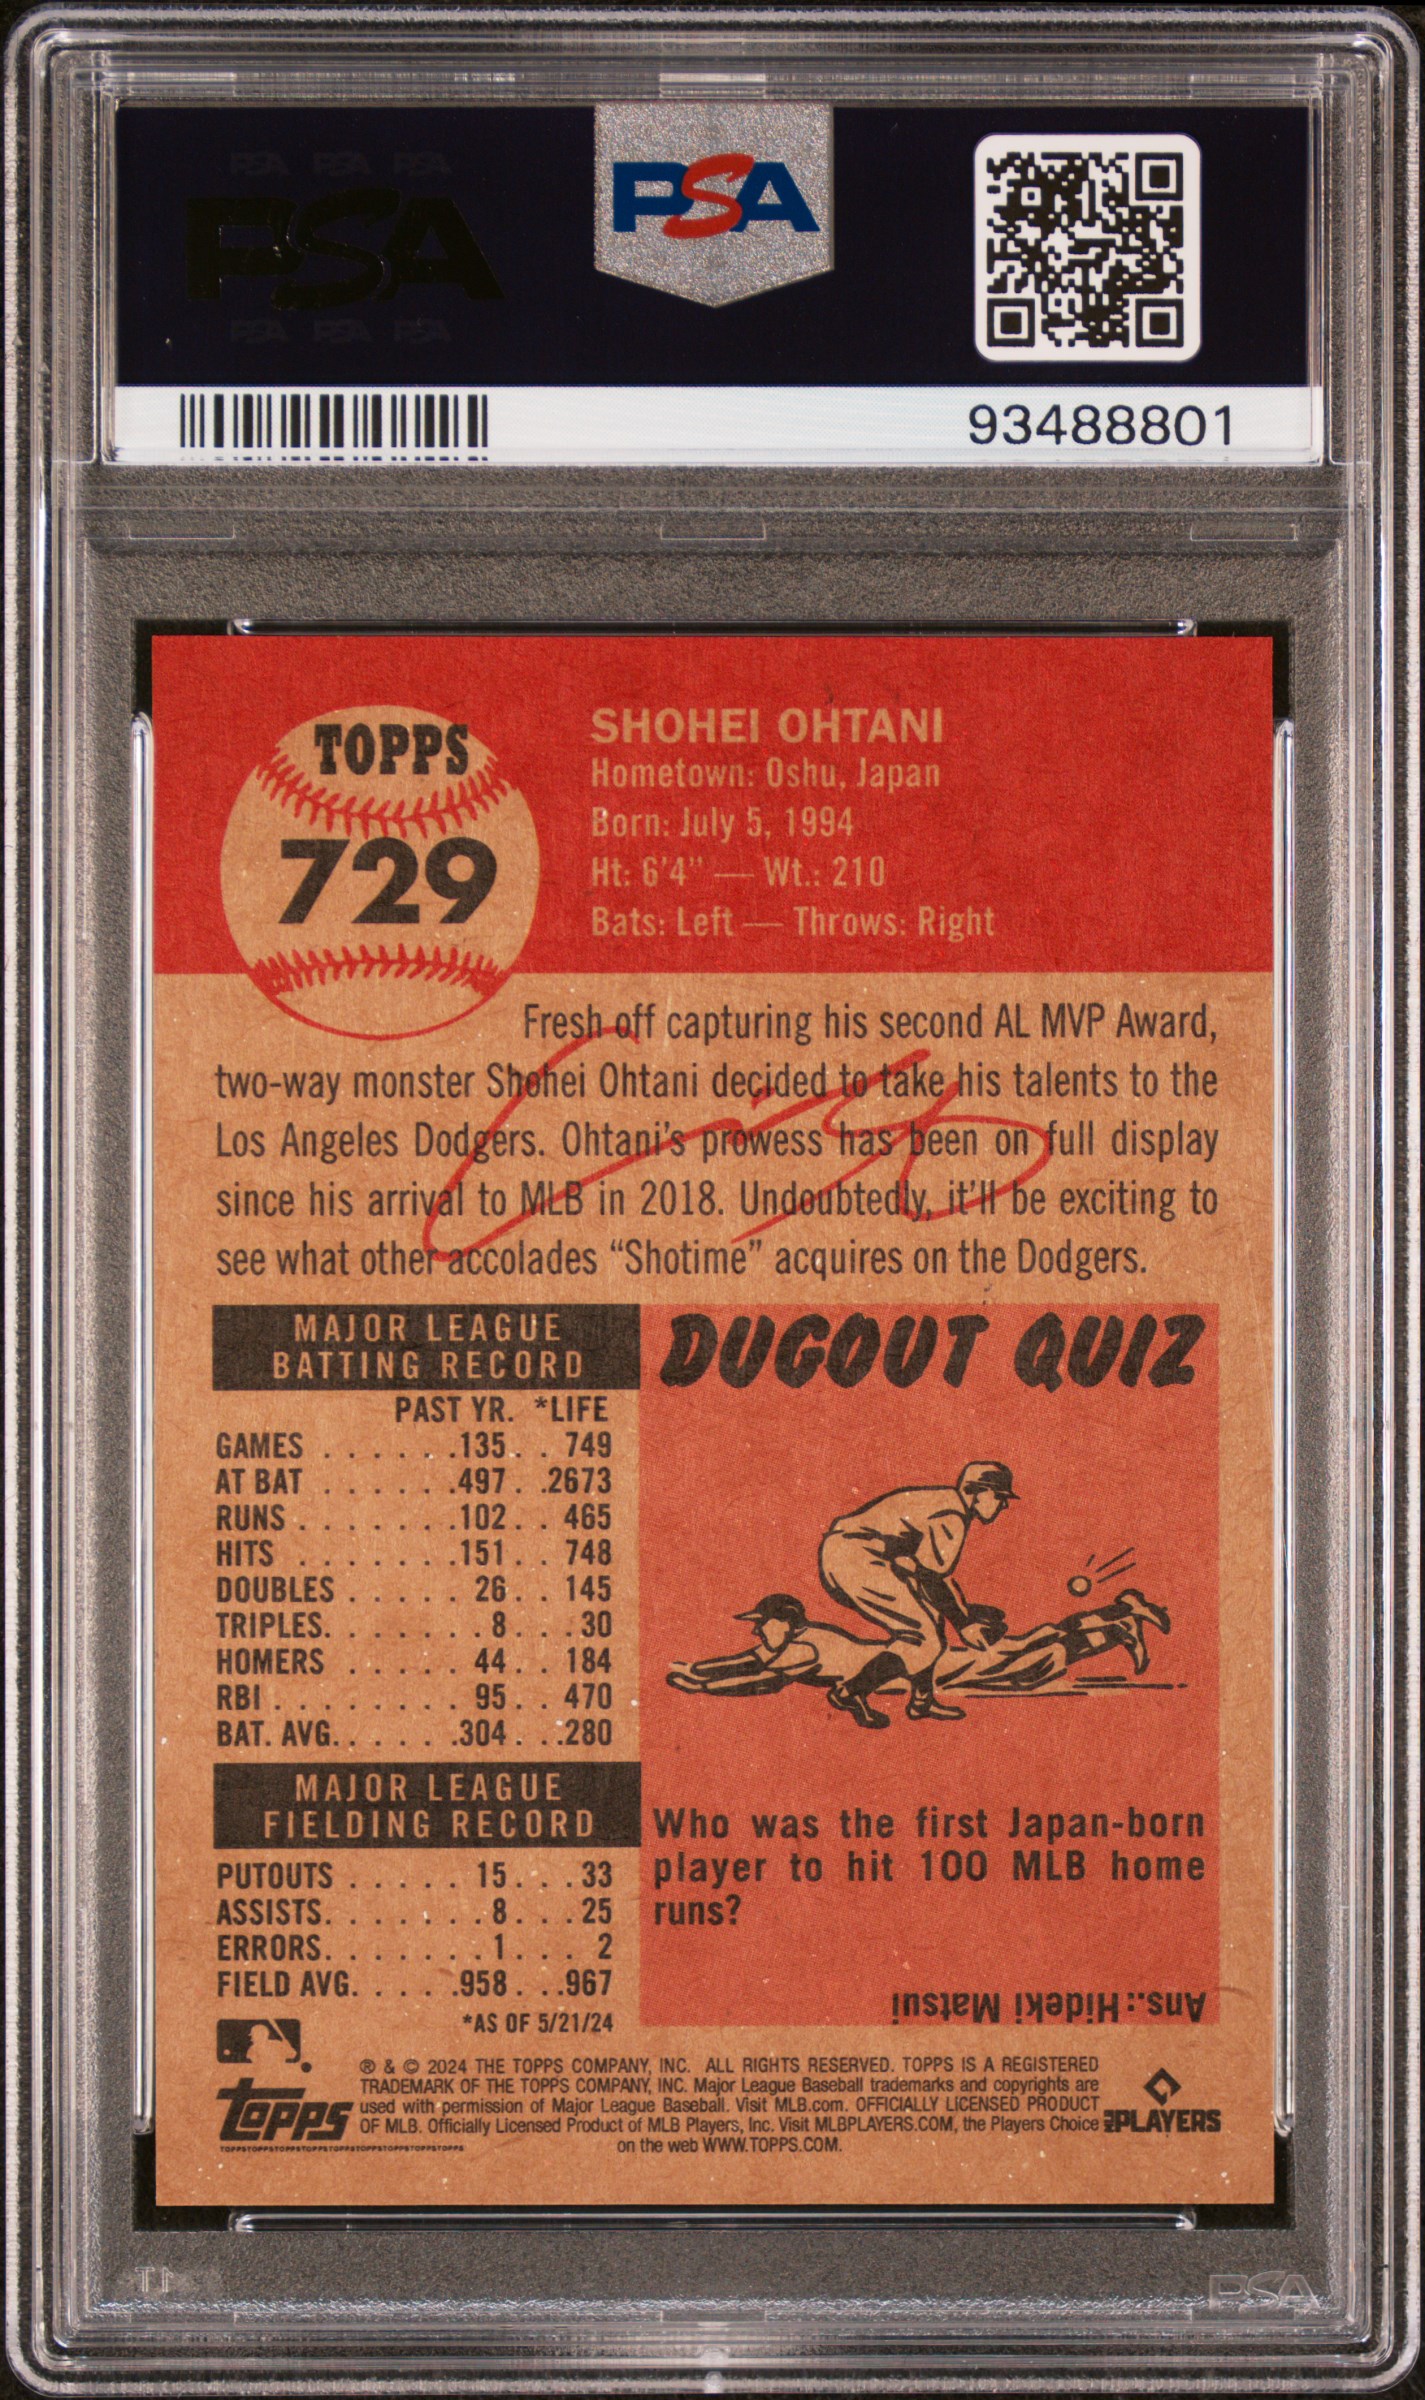 PSA PSA PSA
PSA
PSA PSA PSA
PSA
93488801
TOPPS
729
SHOHEI OHTANI
Hometown: Oshu, Japan
Born: July 5, 1994
Ht: 6'4" — Wt.: 210
Bats: Left — Throws: Right
Fresh off capturing his second AL MVP Award,
two-way monster Shohei Ohtani decided to take his talents to the
Los Angeles Dodgers. Ohtani's prowess has been on full display
since his arrival to MLB in 2018. Undoubtedly, it'll be exciting to
see what other accolades “Shotime” acquires on the Dodgers.
MAJOR LEAGUE
BATTING RECORD
PAST YR. *LIFE
GAMES . . . . . .135. . 749
AT BAT . . . . . .497. .2673
RUNS . . . . . . .102. . 465
HITS . . . . . . .151. . 748
DOUBLES . . . . . 26. . 145
TRIPLES. . . . . . . 8. . . 30
HOMERS . . . . . 44. . 184
RBI . . . . . . . . 95. . 470
BAT. AVG. . . . . .304. . .280
MAJOR LEAGUE
FIELDING RECORD
PUTOUTS . . . . . 15. . . 33
ASSISTS. . . . . . . 8. . . 25
ERRORS. . . . . . . 1. . . 2
FIELD AVG. . . . .958. . .967
*AS OF 5/21/24
DUGOUT QUIZ
Who was the first Japan-born
player to hit 100 MLB home
runs?
Ans.: Hideki Matsui
® & © 2024 THE TOPPS COMPANY, INC. ALL RIGHTS RESERVED. TOPPS IS A REGISTERED
TRADEMARK OF THE TOPPS COMPANY, INC. Major League Baseball trademarks and copyrights are
used with permission of Major League Baseball. Visit MLB.com. OFFICIALLY LICENSED PRODUCT
OF MLB. Officially Licensed Product of MLB Players, Inc. Visit MLBPLAYERS.COM, the Players Choice
on the web WWW.TOPPS.COM.
topps
TOPPSTOPPSTOPPSTOPPSTOPPSTOPPSTOPPSTOPPSTOPPS
MLB PLAYERS
PSA